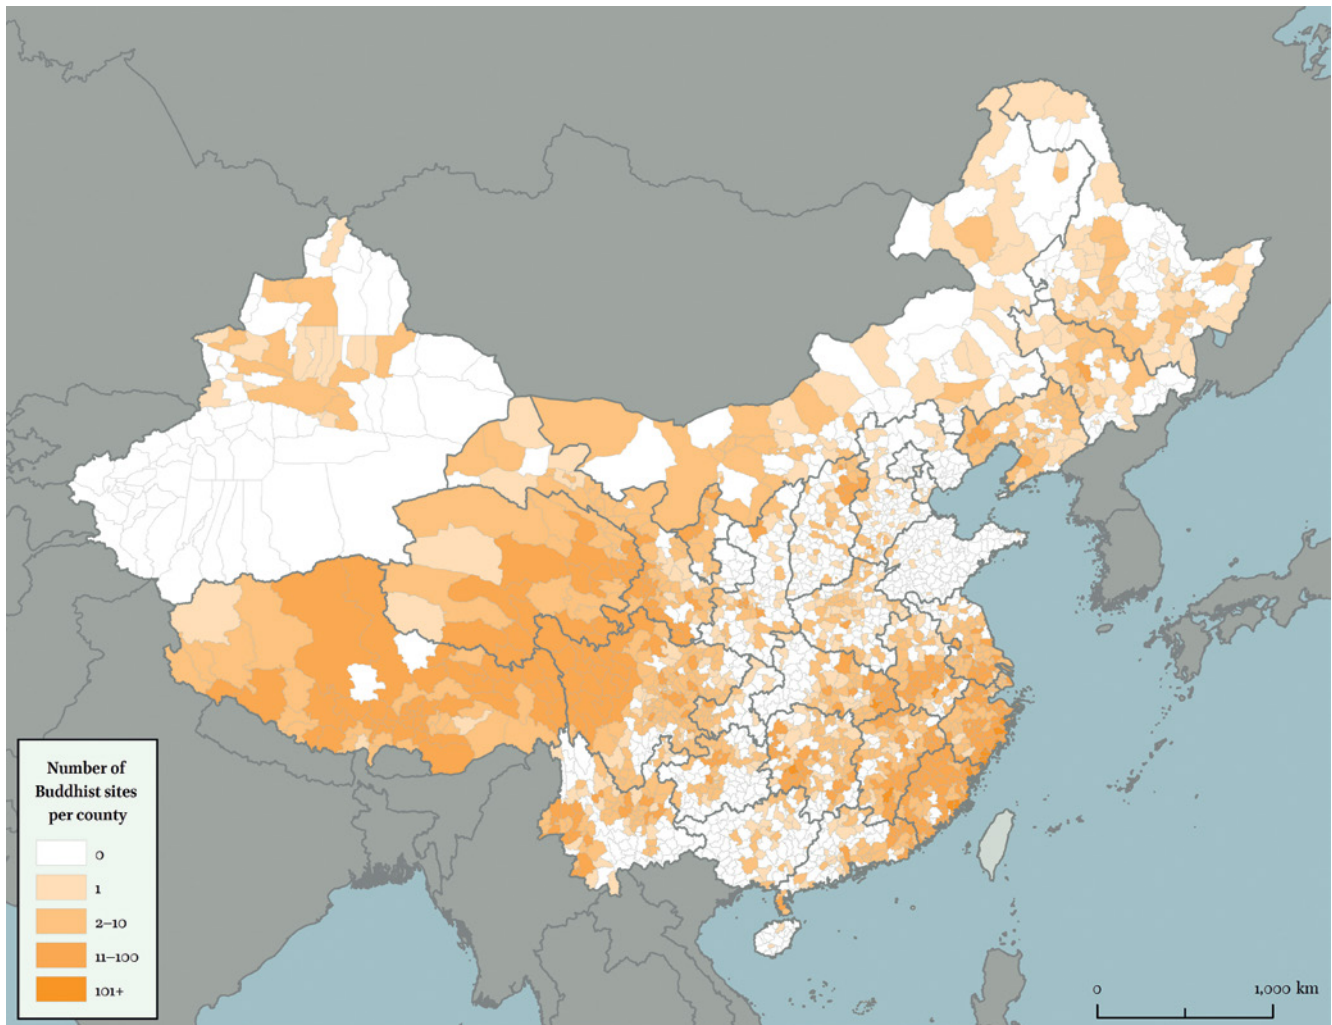 Number of
Buddhist sites
per county
0
1
2–10
11–100
101+
0 1,000 km